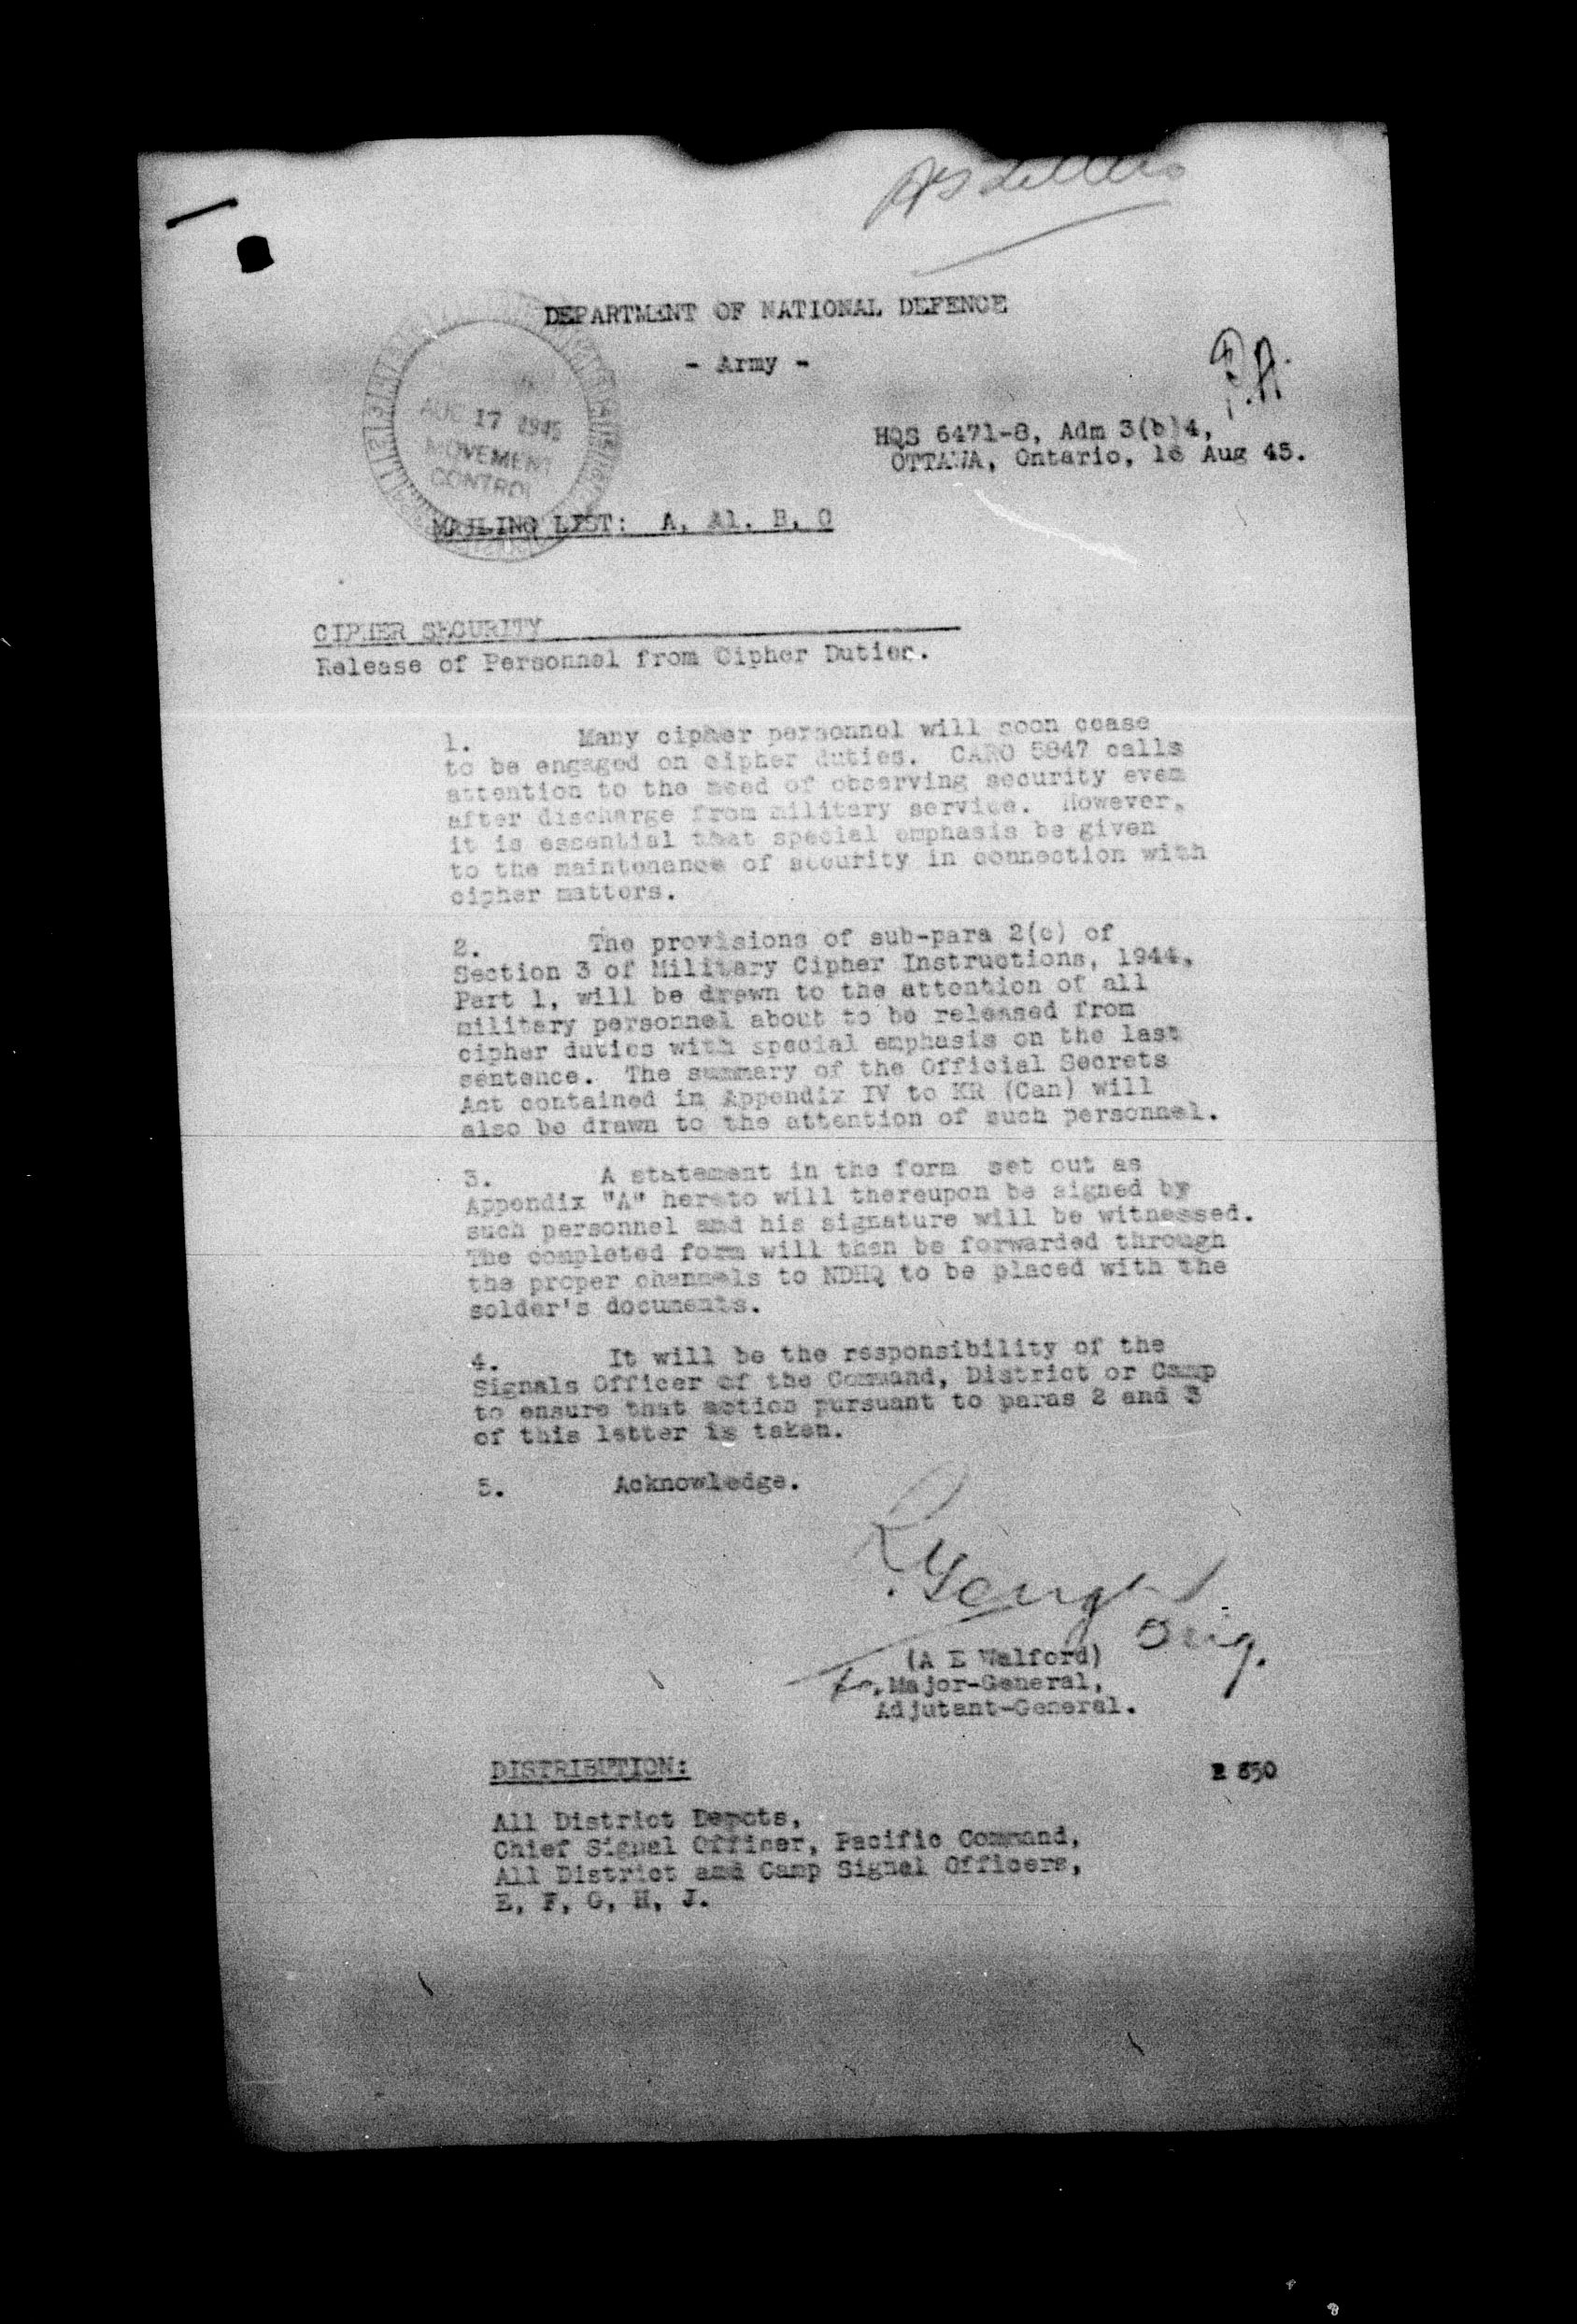 DEPARTMENT OF NATIONAL DEFENCE
- Army -
P.A.
HQS 6471-8, Adm 3(b)4,
OTTAWA, Ontario, 16 Aug 45.
AUG 17 1945
MOVEMENT
CONTROL
MAILING LIST: A, A1, B, C
CIPHER SECURITY
Release of Personnel from Cipher Duties.
1. Many cipher personnel will soon cease
to be engaged on cipher duties. CARO 5847 calls
attention to the need of observing security even
after discharge from military service. However,
it is essential that special emphasis be given
to the maintenance of security in connection with
cipher matters.
2. The provisions of sub-para 2(c) of
Section 3 of Military Cipher Instructions, 1944,
Part 1, will be drawn to the attention of all
military personnel about to be released from
cipher duties with special emphasis on the last
sentence. The summary of the Official Secrets
Act contained in Appendix IV to KR (Can) will
also be drawn to the attention of such personnel.
3. A statement in the form set out as
Appendix "A" hereto will thereupon be signed by
such personnel and his signature will be witnessed.
The completed form will then be forwarded through
the proper channels to NDHQ to be placed with the
solder's documents.
4. It will be the responsibility of the
Signals Officer of the Command, District or Camp
to ensure that action pursuant to paras 2 and 3
of this letter is taken.
5. Acknowledge.
(A E Walford)
for Major-General,
Adjutant-General.
DISTRIBUTION:
All District Depots,
Chief Signal Officer, Pacific Command,
All District and Camp Signal Officers,
E, F, G, H, J.